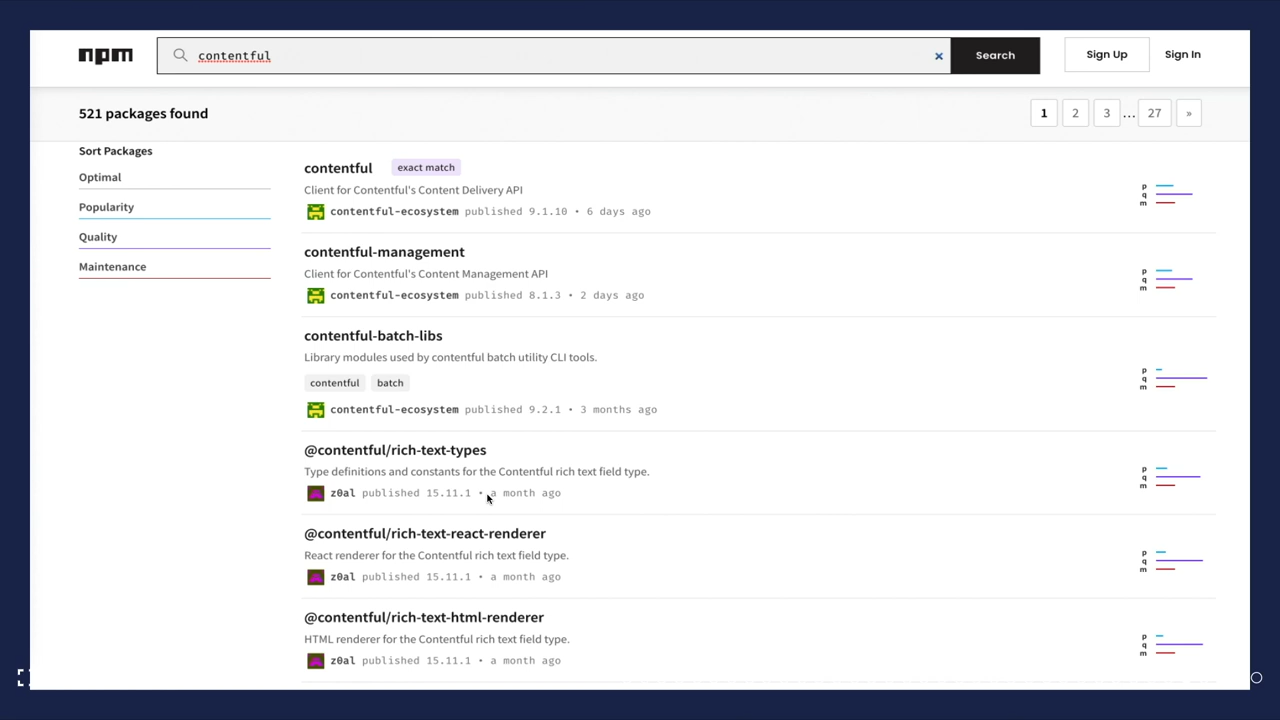 npm
contentful
×
Search
Sign Up
Sign In
521 packages found
1 2 3 ... 27 »
Sort Packages
Optimal
Popularity
Quality
Maintenance
contentful exact match
Client for Contentful's Content Delivery API
contentful-ecosystem published 9.1.10 • 6 days ago
p
q
m
contentful-management
Client for Contentful's Content Management API
contentful-ecosystem published 8.1.3 • 2 days ago
p
q
m
contentful-batch-libs
Library modules used by contentful batch utility CLI tools.
contentful batch
contentful-ecosystem published 9.2.1 • 3 months ago
p
q
m
@contentful/rich-text-types
Type definitions and constants for the Contentful rich text field type.
z0al published 15.11.1 • a month ago
p
q
m
@contentful/rich-text-react-renderer
React renderer for the Contentful rich text field type.
z0al published 15.11.1 • a month ago
p
q
m
@contentful/rich-text-html-renderer
HTML renderer for the Contentful rich text field type.
z0al published 15.11.1 • a month ago
p
q
m